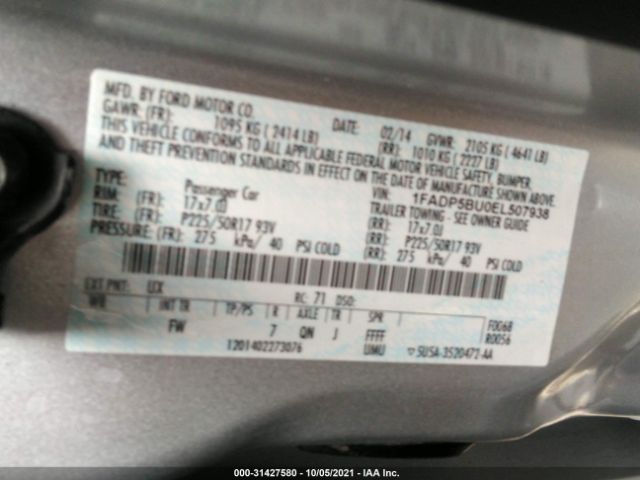 MFD. BY FORD MOTOR CO.
DATE: 02/14 GVWR: 2105 KG ( 4641 LB)
GAWR: (FR): 1095 KG ( 2414 LB) (RR): 1010 KG ( 2227 LB)
THIS VEHICLE CONFORMS TO ALL APPLICABLE FEDERAL MOTOR VEHICLE SAFETY, BUMPER,
AND THEFT PREVENTION STANDARDS IN EFFECT ON THE DATE OF MANUFACTURE SHOWN ABOVE.
VIN: 1FADP5BU0EL507938
TYPE: Passenger Car TRAILER TOWING - SEE OWNER GUIDE
RIM: (FR): 17x7.0J (RR): 17x7.0J
TIRE: (FR): P225/50R17 93V (RR): P225/50R17 93V
PRESSURE: (FR): 275 kPa/ 40 PSI COLD (RR): 275 kPa/ 40 PSI COLD
EXT PNT: UX RC: 71 DSO:
WB INT TR TP/PS R AXLE TR SPR F0068
FW 7 QN J FFFF R0056
1201402273076 UMU ▽5U5A-3520472-AA
000-31427580 - 10/05/2021 - IAA Inc.